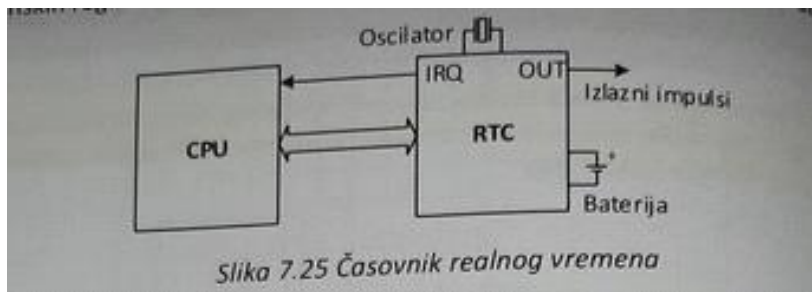 Oscilator
IRQ OUT
Izlazni impulsi
CPU
RTC
+
Baterija
Slika 7.25 Časovnik realnog vremena